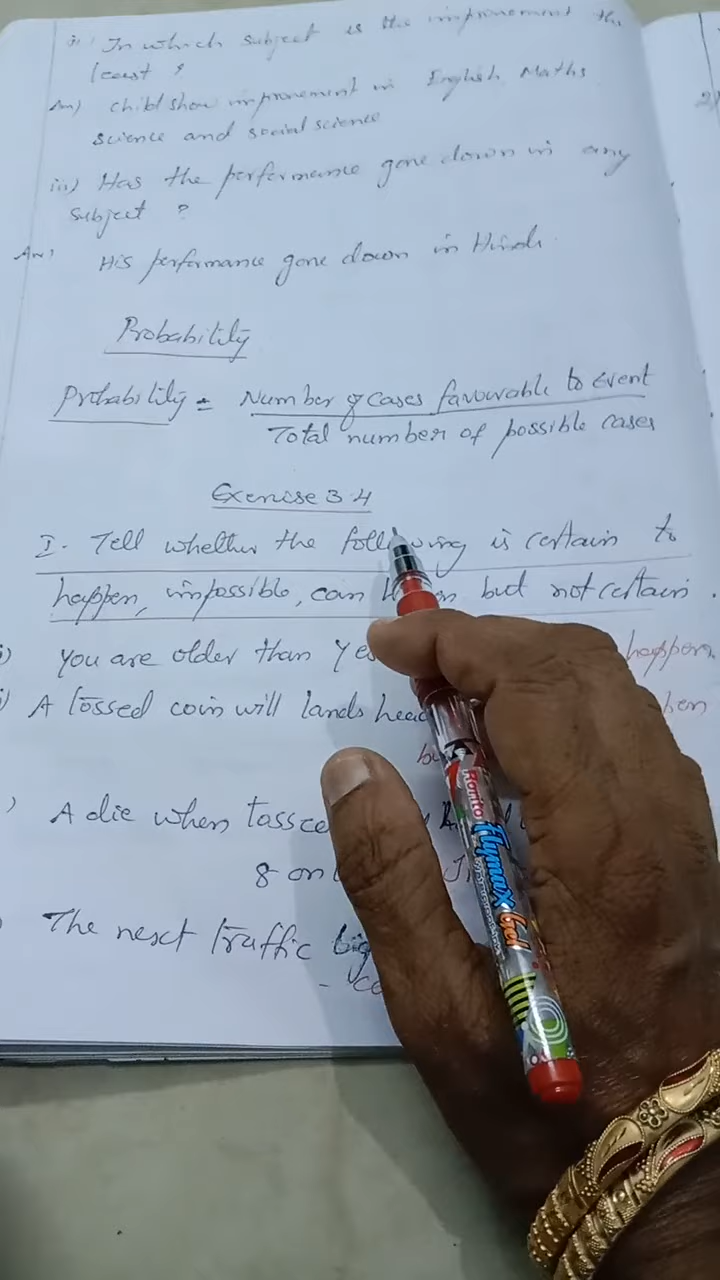 ii) In which subject is the improvement the
least ?
Ans) child show improvement in English Maths
science and social science
iii) Has the performance gone down in any
subject ?
Ans) His performance gone down in Hindi
Probability
Probability = Number of cases favourable to Event
Total number of possible cases
Exercise 3.4
I. Tell whether the following is certain to
happen, impossible, can but not certain.
i) you are older than happen
A tossed coin will lands
A die when
8 on
The next traffic
Hanito Flymax Gel